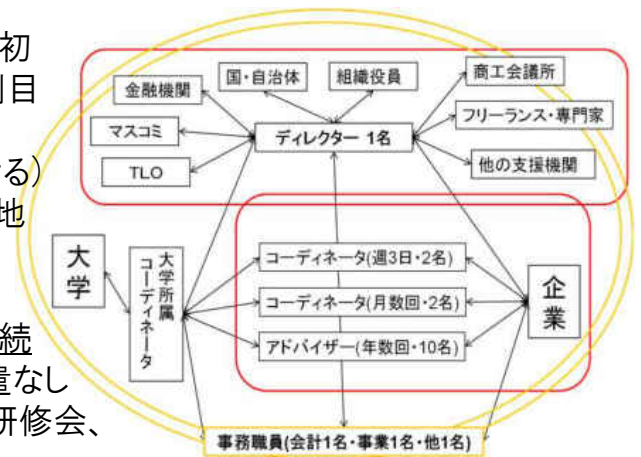 初
目
国・自治体
組織役員
商工会議所
金融機関
フリーランス・専門家
マスコミ
ディレクター 1名
他の支援機関
TLO
る)
地
大学
大学所属コーディネータ
コーディネータ(週3日・2名)
コーディネータ(月数回・2名)
アドバイザー(年数回・10名)
企業
続
量なし
研修会、
事務職員(会計1名・事業1名・他1名)